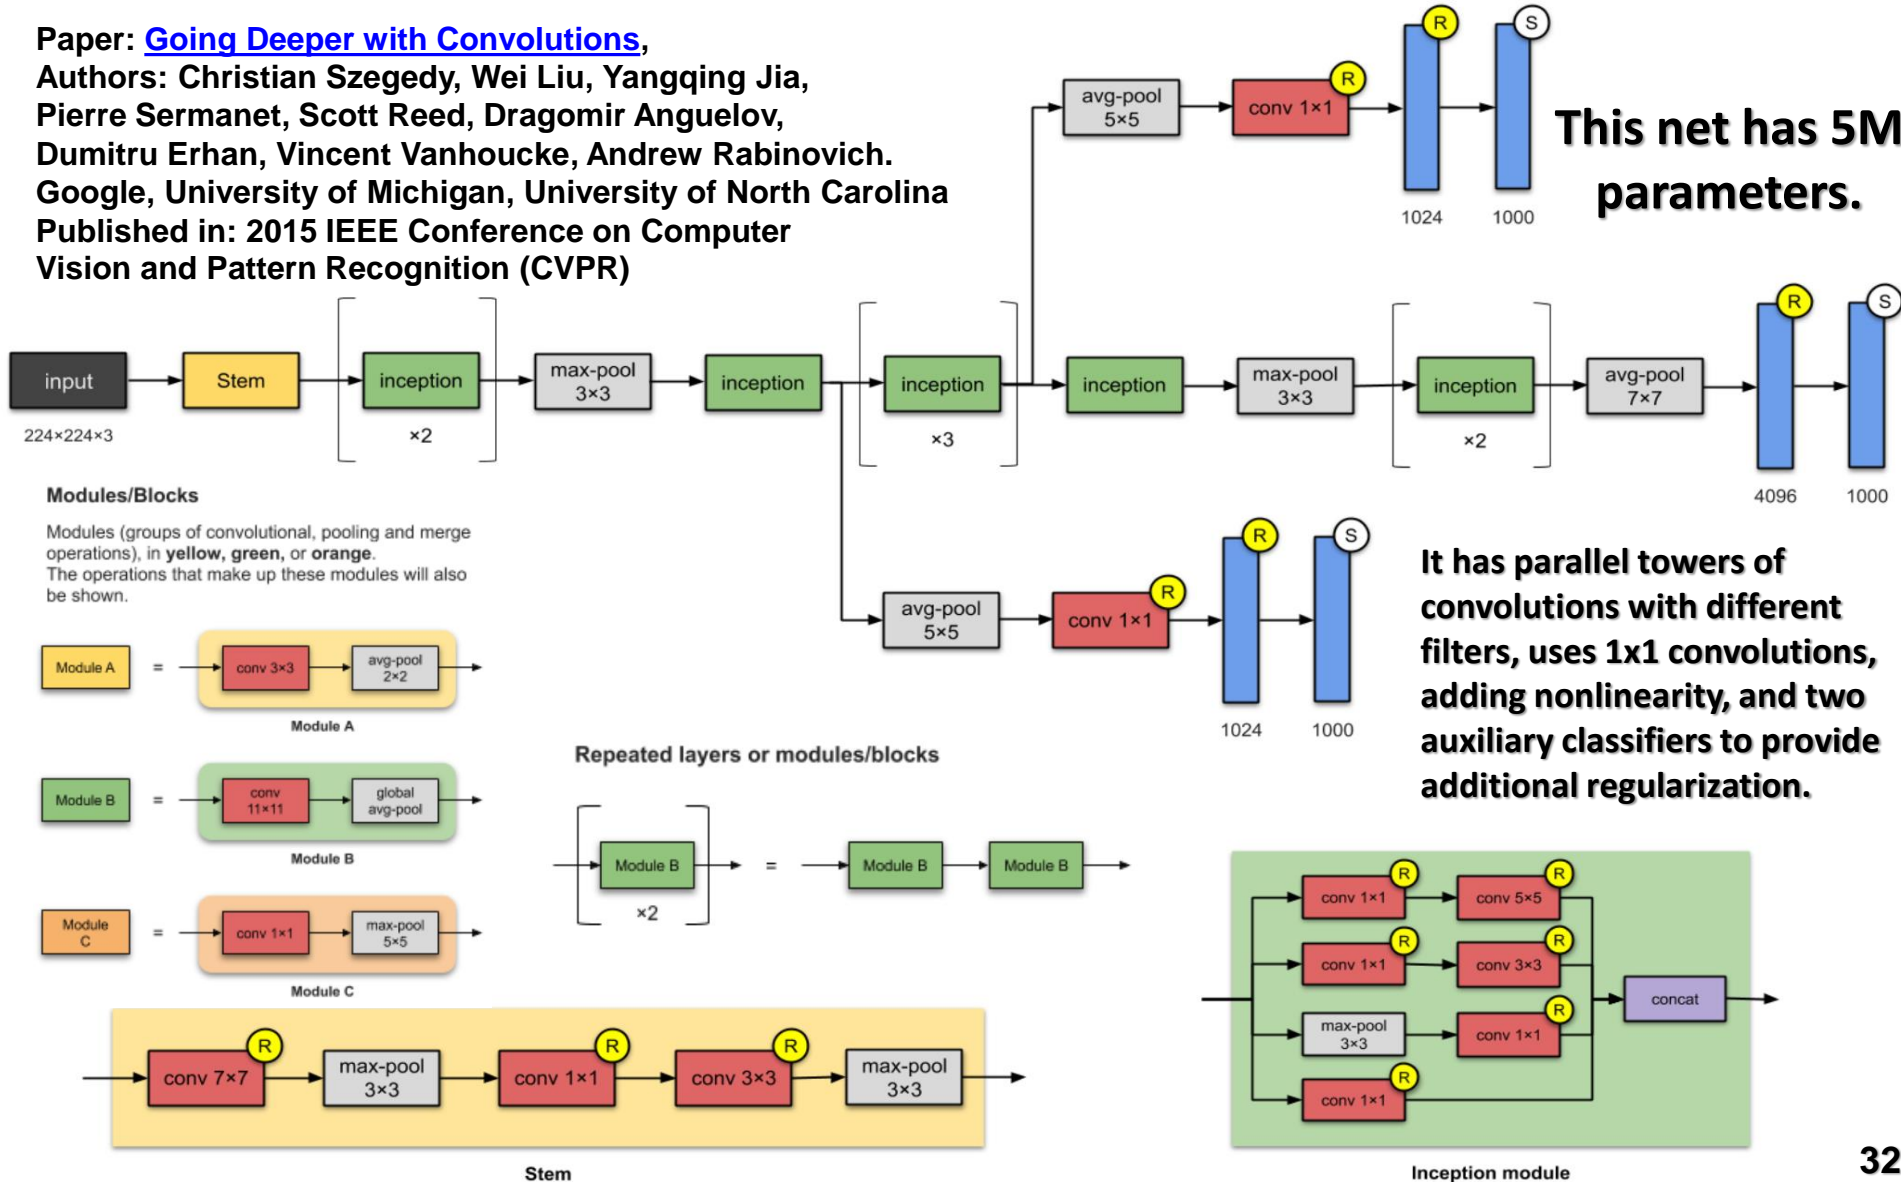 Paper: Going Deeper with Convolutions,
Authors: Christian Szegedy, Wei Liu, Yangqing Jia,
Pierre Sermanet, Scott Reed, Dragomir Anguelov,
Dumitru Erhan, Vincent Vanhoucke, Andrew Rabinovich.
Google, University of Michigan, University of North Carolina
Published in: 2015 IEEE Conference on Computer
Vision and Pattern Recognition (CVPR)
avg-pool
5×5
conv 1×1
R
R
S
1024
1000
This net has 5M
parameters.
input
224×224×3
Stem
inception
×2
max-pool
3×3
inception
inception
×3
inception
max-pool
3×3
inception
×2
avg-pool
7×7
R
S
4096
1000
avg-pool
5×5
conv 1×1
R
R
S
1024
1000
Modules/Blocks
Modules (groups of convolutional, pooling and merge
operations), in yellow, green, or orange.
The operations that make up these modules will also
be shown.
Module A
=
conv 3×3
avg-pool
2×2
Module A
Module B
=
conv
11×11
global
avg-pool
Module B
Module
C
=
conv 1×1
max-pool
5×5
Module C
Repeated layers or modules/blocks
Module B
×2
=
Module B
Module B
It has parallel towers of
convolutions with different
filters, uses 1x1 convolutions,
adding nonlinearity, and two
auxiliary classifiers to provide
additional regularization.
conv 7×7
R
max-pool
3×3
conv 1×1
R
conv 3×3
R
max-pool
3×3
Stem
conv 1×1
R
conv 5×5
R
conv 1×1
R
conv 3×3
R
max-pool
3×3
conv 1×1
R
conv 1×1
R
concat
Inception module
32